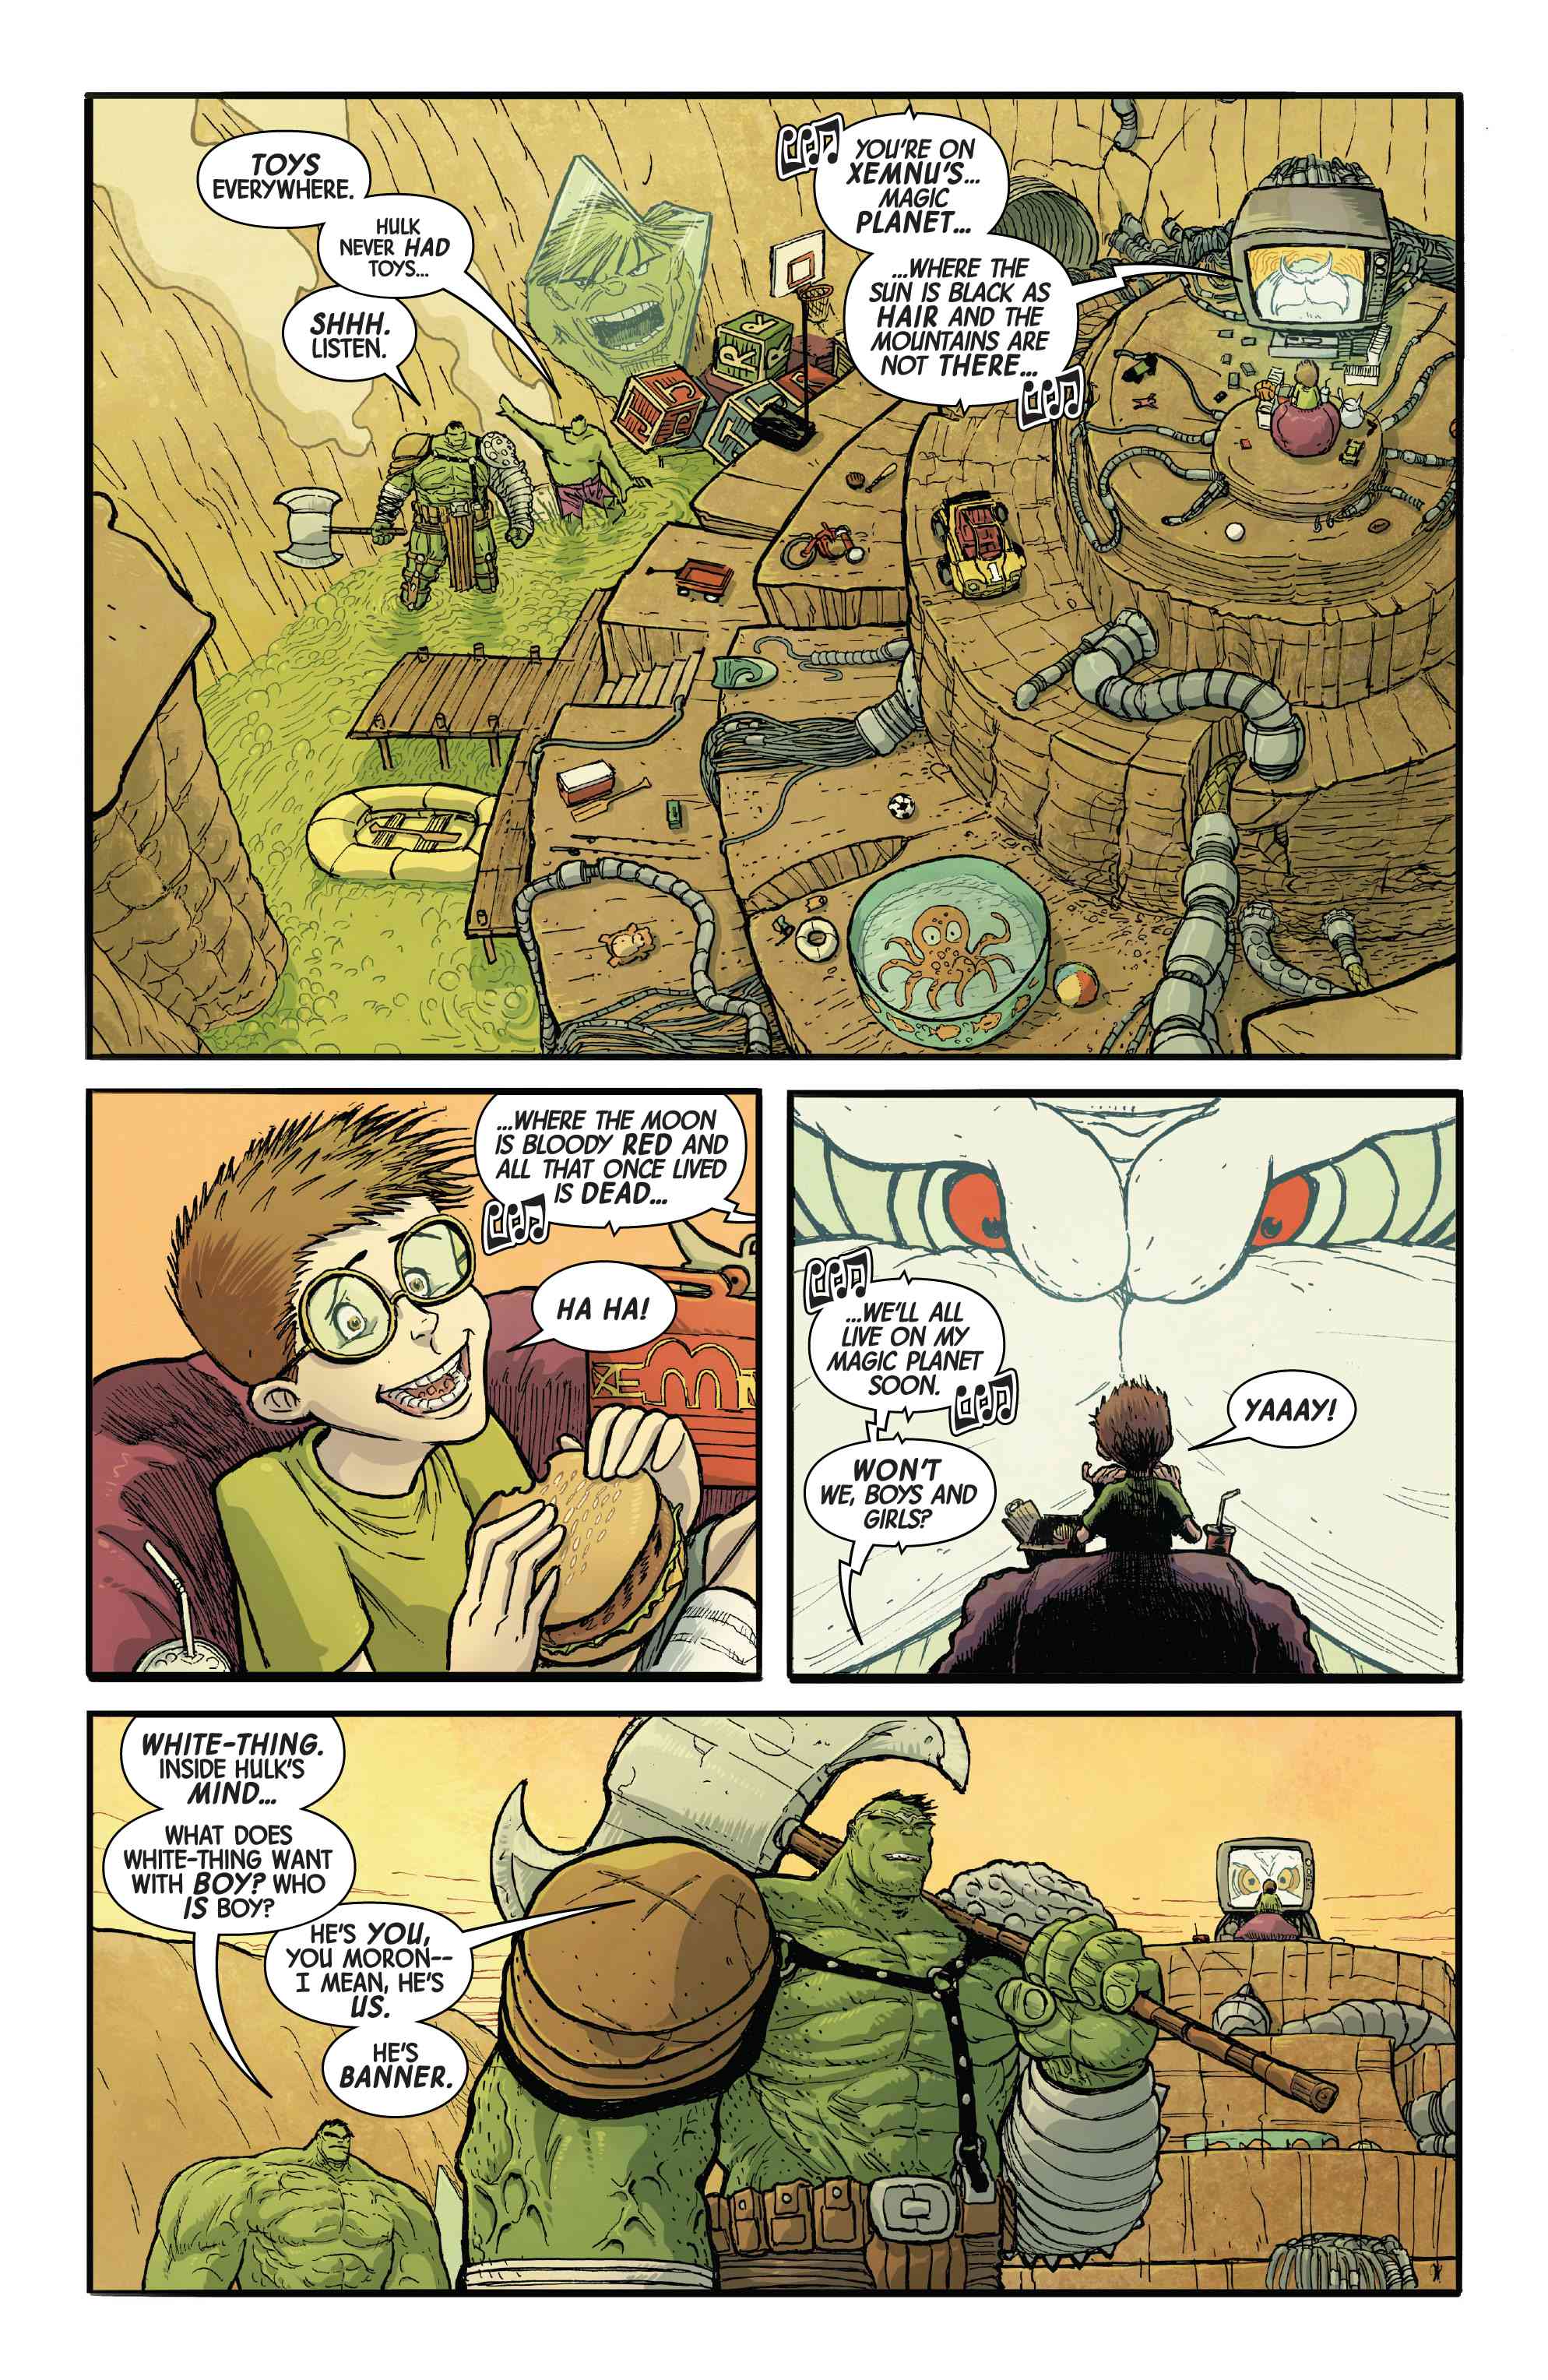 TOYS
EVERYWHERE.
HULK
NEVER HAD
TOYS...
SHHH.
LISTEN.
YOU'RE ON
XEMNU'S...
MAGIC
PLANET...
...WHERE THE
SUN IS BLACK AS
HAIR AND THE
MOUNTAINS ARE
NOT THERE...
1
...WHERE THE MOON
IS BLOODY RED AND
ALL THAT ONCE LIVED
IS DEAD...
HA HA!
XEMN
...WE'LL ALL
LIVE ON MY
MAGIC PLANET
SOON.
WON'T
WE, BOYS AND
GIRLS?
YAAAY!
WHITE-THING.
INSIDE HULK'S
MIND...
WHAT DOES
WHITE-THING WANT
WITH BOY? WHO
IS BOY?
HE'S YOU,
YOU MORON--
I MEAN, HE'S
US.
HE'S
BANNER.